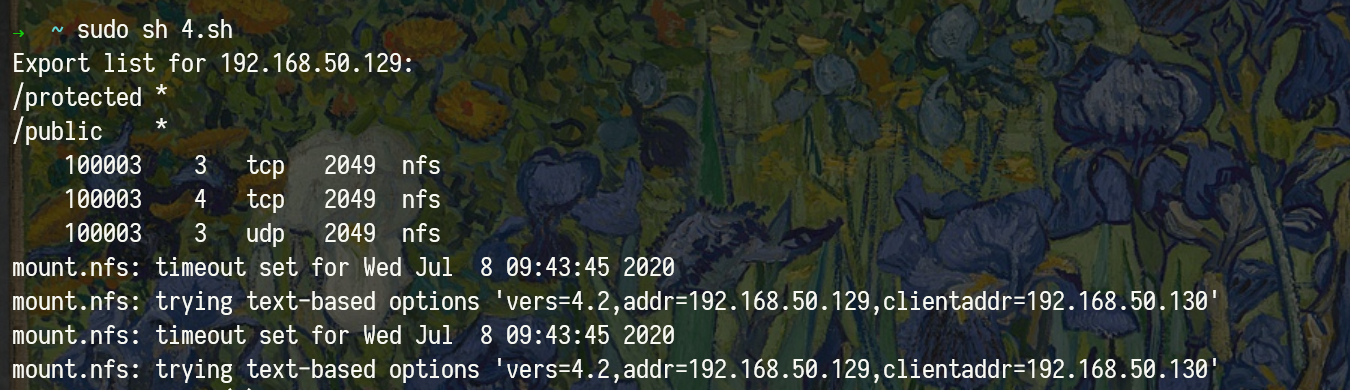 → ~ sudo sh 4.sh
Export list for 192.168.50.129:
/protected *
/public    *
    100003    3   tcp   2049  nfs
    100003    4   tcp   2049  nfs
    100003    3   udp   2049  nfs
mount.nfs: timeout set for Wed Jul  8 09:43:45 2020
mount.nfs: trying text-based options 'vers=4.2,addr=192.168.50.129,clientaddr=192.168.50.130'
mount.nfs: timeout set for Wed Jul  8 09:43:45 2020
mount.nfs: trying text-based options 'vers=4.2,addr=192.168.50.129,clientaddr=192.168.50.130'